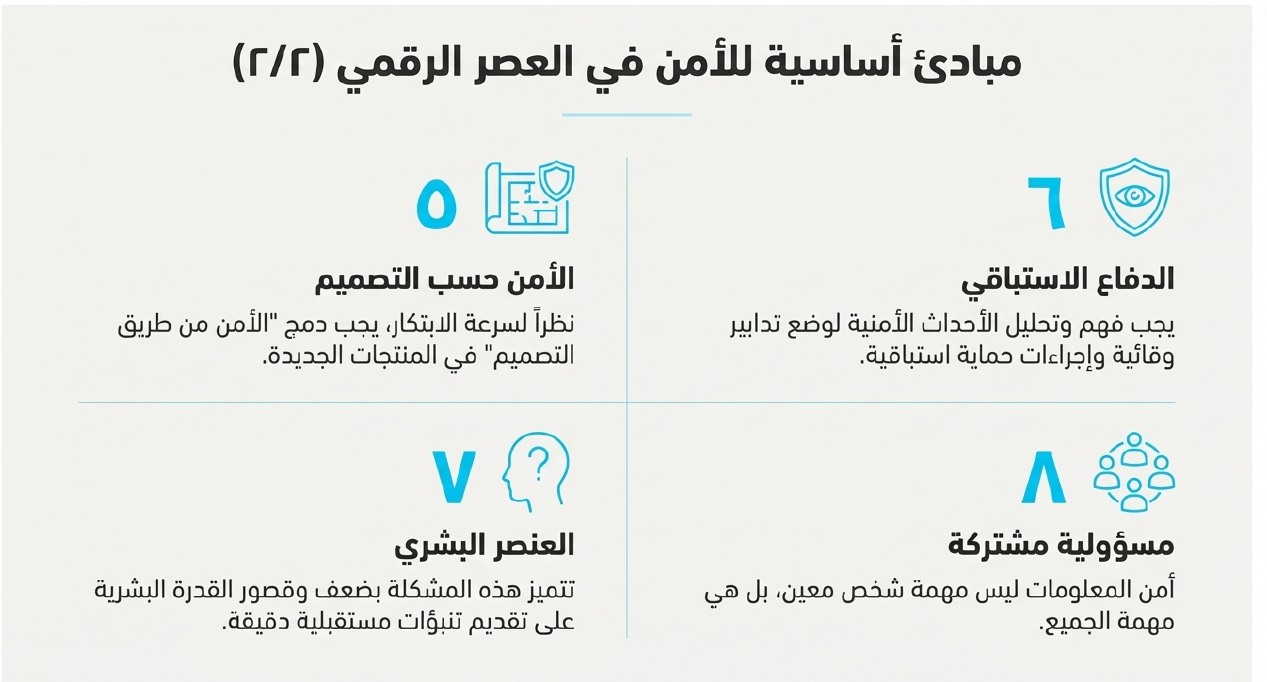 مبادئ أساسية للأمن في العصر الرقمي (٢/٢)
٦
الدفاع الاستباقي
يجب فهم وتحليل الأحداث الأمنية لوضع تدابير
وقائية وإجراءات حماية استباقية.
٥
الأمن حسب التصميم
نظراً لسرعة الابتكار، يجب دمج "الأمن من طريق
التصميم" في المنتجات الجديدة.
٨
مسؤولية مشتركة
أمن المعلومات ليس مهمة شخص معين، بل هي
مهمة الجميع.
٧
العنصر البشري
تتميز هذه المشكلة بضعف وقصور القدرة البشرية
على تقديم تنبؤات مستقبلية دقيقة.